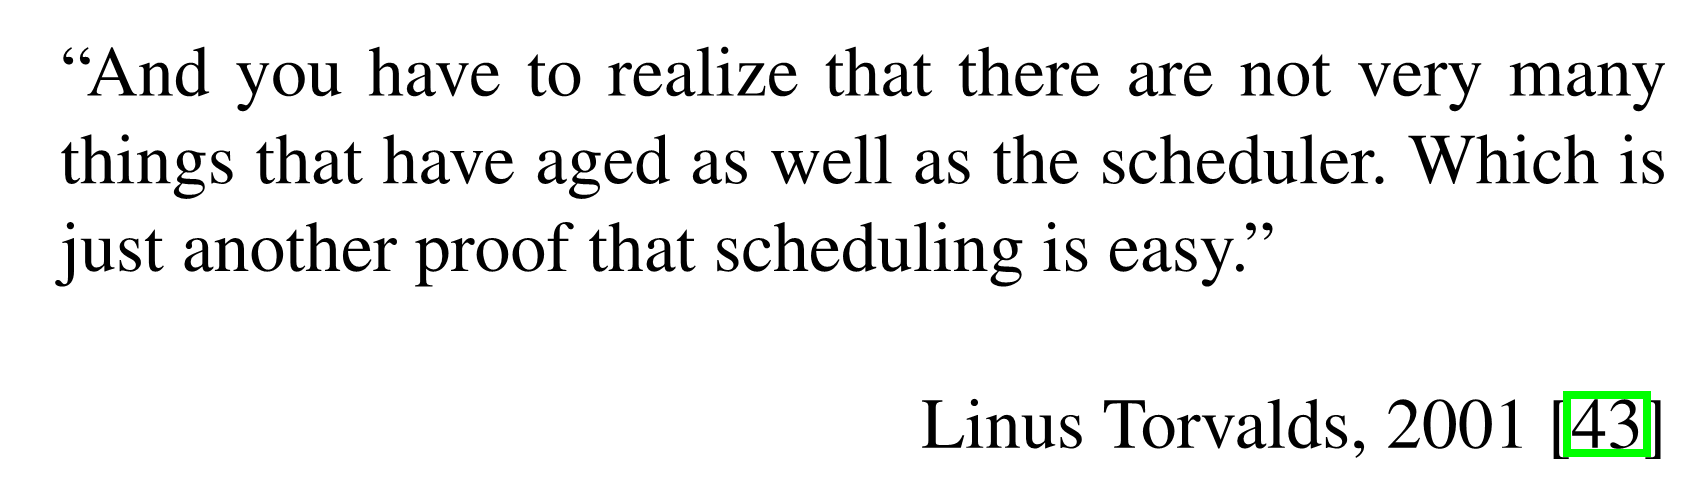 “And you have to realize that there are not very many
things that have aged as well as the scheduler. Which is
just another proof that scheduling is easy.”
Linus Torvalds, 2001 [43]